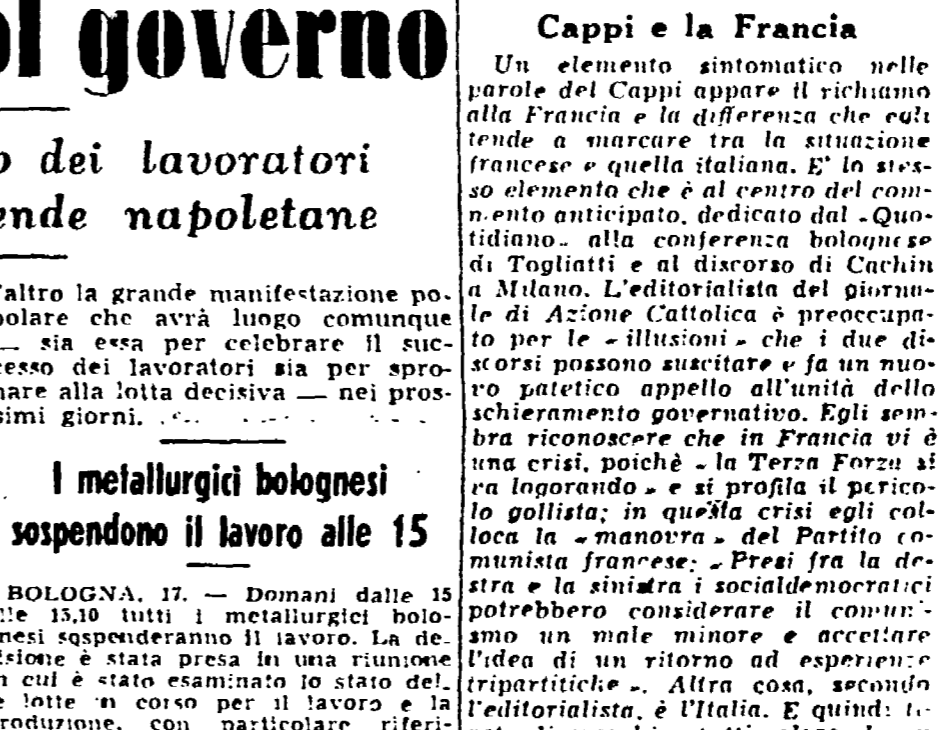 ol governo
o dei lavoratori
ende napoletane
'altro la grande manifestazione po-
polare che avrà luogo comunque
— sia essa per celebrare il suc-
cesso dei lavoratori sia per spro-
nare alla lotta decisiva — nei pros-
simi giorni.
I metallurgici bolognesi
sospendono il lavoro alle 15
BOLOGNA, 17. — Domani dalle 15
lle 15,10 tutti i metallurgici bolo-
nesi sospenderanno il lavoro. La de-
isione è stata presa in una riunione
n cui è stato esaminato lo stato del-
e lotte in corso per il lavoro e la
roduzione, con particolare riferi-
Cappi e la Francia
Un elemento sintomatico nelle
parole del Cappi appare il richiamo
alla Francia e la differenza che egli
tende a marcare tra la situazione
francese e quella italiana. E' lo stes-
so elemento che è al centro del com-
mento anticipato, dedicato dal «Quo-
tidiano» alla conferenza bolognese
di Togliatti e al discorso di Cachin
a Milano. L'editorialista del giorna-
le di Azione Cattolica è preoccupa-
to per le «illusioni» che i due di-
scorsi possono suscitare e fa un nuo-
vo patetico appello all'unità dello
schieramento governativo. Egli sem-
bra riconoscere che in Francia vi è
una crisi, poichè «la Terza Forza si
va logorando» e si profila il perico-
lo gollista; in questa crisi egli col-
loca la «manovra» del Partito co-
munista francese: «Presi fra la de-
stra e la sinistra i socialdemocratici
potrebbero considerare il comuni-
smo un male minore e accettare
l'idea di un ritorno ad esperienze
tripartitiche». Altra cosa, secondo
l'editorialista, è l'Italia. E quindi